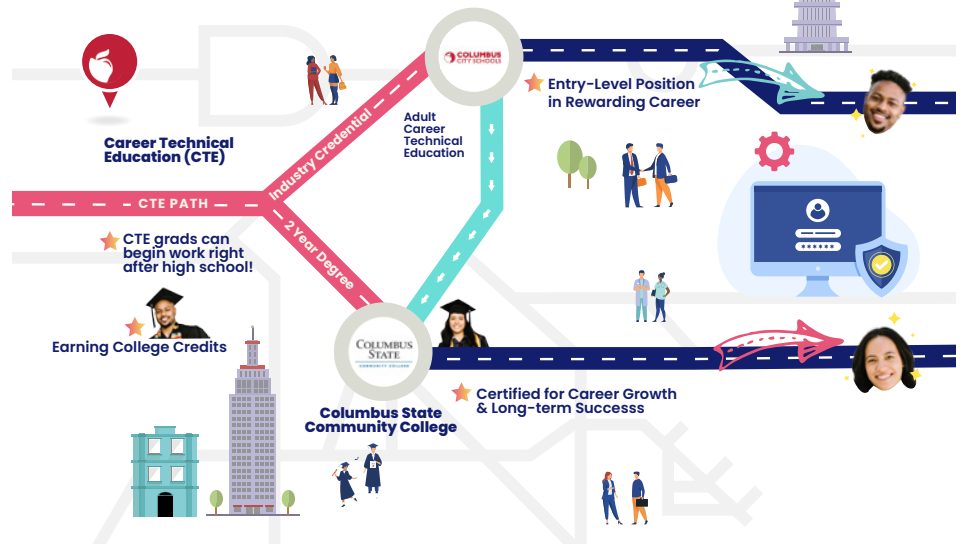 COLUMBUS
CITY SCHOOLS
Entry-Level Position
in Rewarding Career
Adult
Career
Technical
Education
Career Technical
Education (CTE)
Industry Credential
CTE PATH
2 Year Degree
CTE grads can
begin work right
after high school!
Earning College Credits
COLUMBUS
STATE
COMMUNITY COLLEGE
Certified for Career Growth
& Long-term Successs
Columbus State
Community College